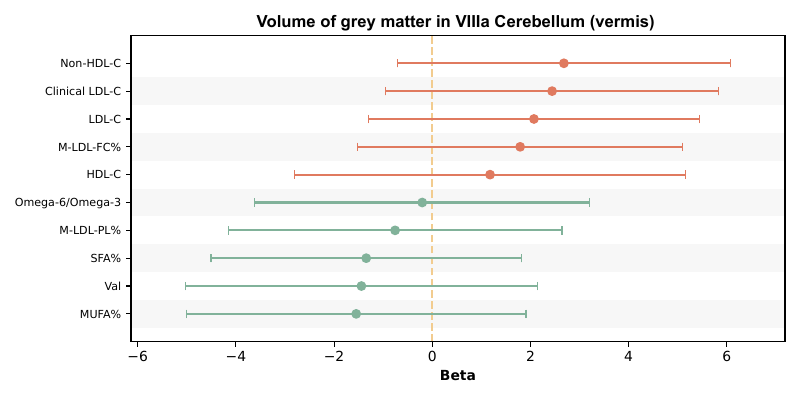 Volume of grey matter in VIIIa Cerebellum (vermis)
Non-HDL-C
Clinical LDL-C
LDL-C
M-LDL-FC%
HDL-C
Omega-6/Omega-3
M-LDL-PL%
SFA%
Val
MUFA%
−6 −4 −2 0 2 4 6
Beta